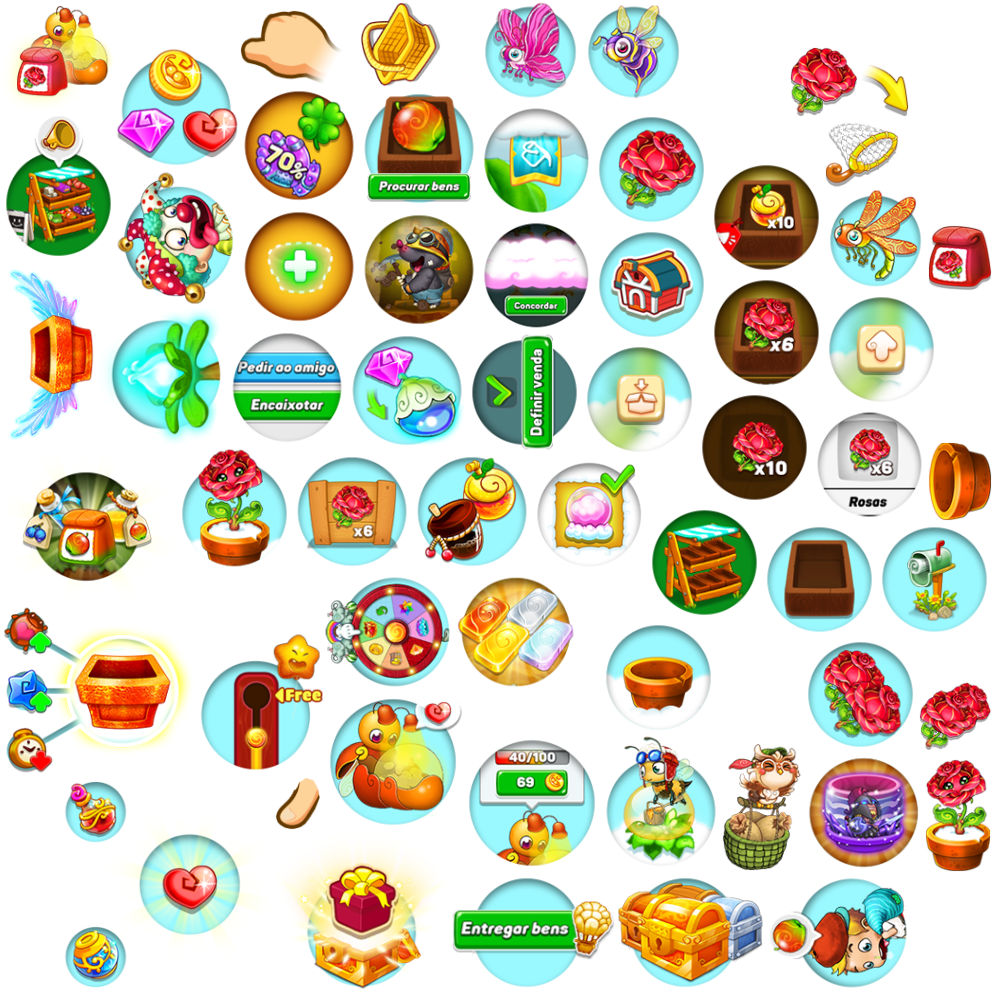 70%
Procurar bens
x10
Concordar
x6
Pedir ao amigo
Encaixotar
Definir venda
x10
x6
Rosas
x6
Free
40/100
69
Entregar bens